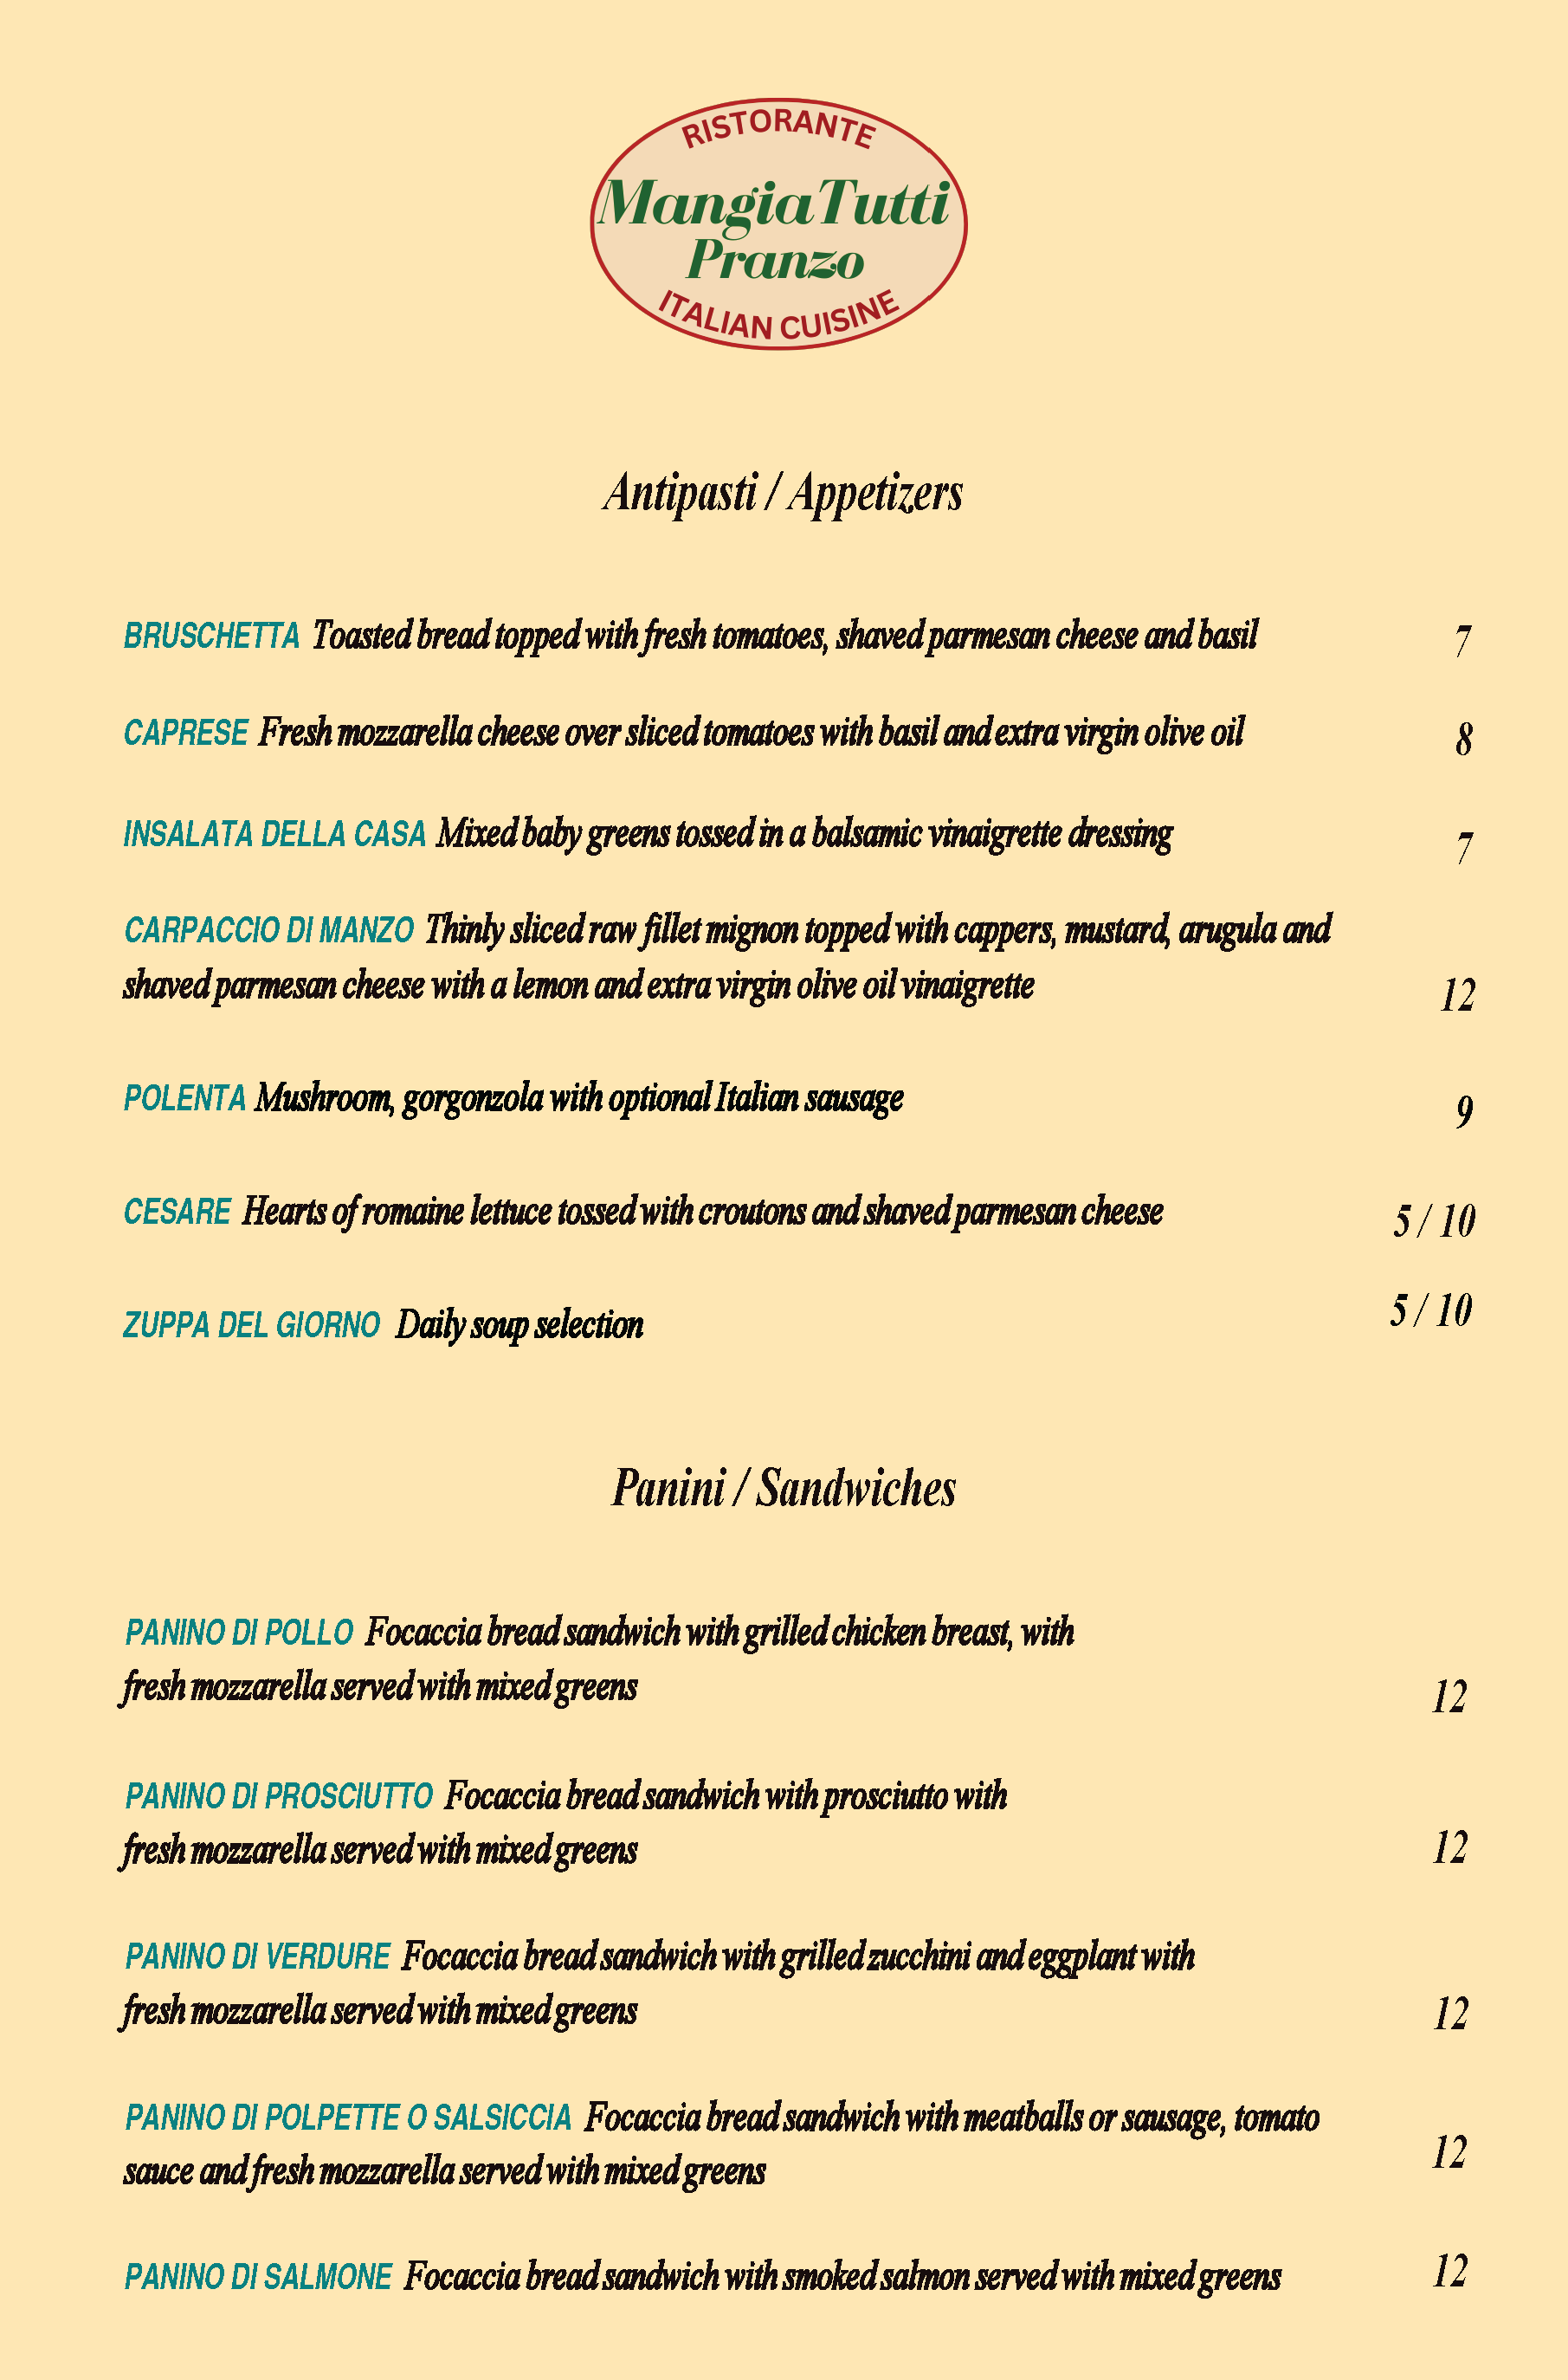 RISTORANTE
MangiaTutti
Pranzo
ITALIAN CUISINE
Antipasti / Appetizers
BRUSCHETTA Toasted bread topped with fresh tomatoes, shaved parmesan cheese and basil 7
CAPRESE Fresh mozzarella cheese over sliced tomatoes with basil and extra virgin olive oil 8
INSALATA DELLA CASA Mixed baby greens tossed in a balsamic vinaigrette dressing 7
CARPACCIO DI MANZO Thinly sliced raw fillet mignon topped with cappers, mustard, arugula and
shaved parmesan cheese with a lemon and extra virgin olive oil vinaigrette 12
POLENTA Mushroom, gorgonzola with optional Italian sausage 9
CESARE Hearts of romaine lettuce tossed with croutons and shaved parmesan cheese 5 / 10
ZUPPA DEL GIORNO Daily soup selection 5 / 10
Panini / Sandwiches
PANINO DI POLLO Focaccia bread sandwich with grilled chicken breast, with
fresh mozzarella served with mixed greens 12
PANINO DI PROSCIUTTO Focaccia bread sandwich with prosciutto with
fresh mozzarella served with mixed greens 12
PANINO DI VERDURE Focaccia bread sandwich with grilled zucchini and eggplant with
fresh mozzarella served with mixed greens 12
PANINO DI POLPETTE O SALSICCIA Focaccia bread sandwich with meatballs or sausage, tomato
sauce and fresh mozzarella served with mixed greens 12
PANINO DI SALMONE Focaccia bread sandwich with smoked salmon served with mixed greens 12